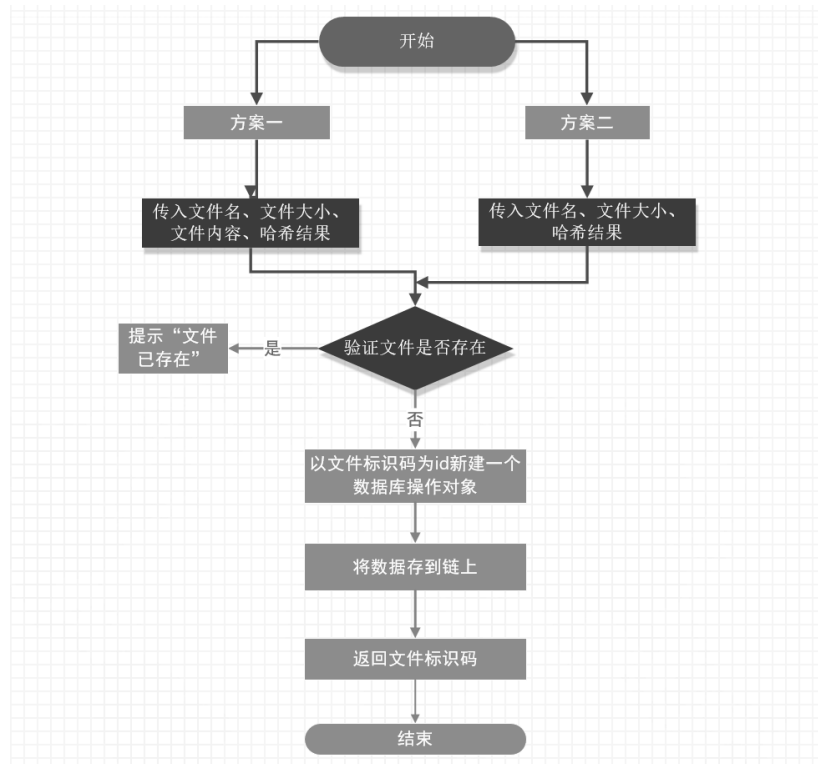 开始
方案一
方案二
传入文件名、文件大小、
文件内容、哈希结果
传入文件名、文件大小、
哈希结果
验证文件是否存在
是
提示“文件
已存在”
否
以文件标识码为id新建一个
数据库操作对象
将数据存到链上
返回文件标识码
结束